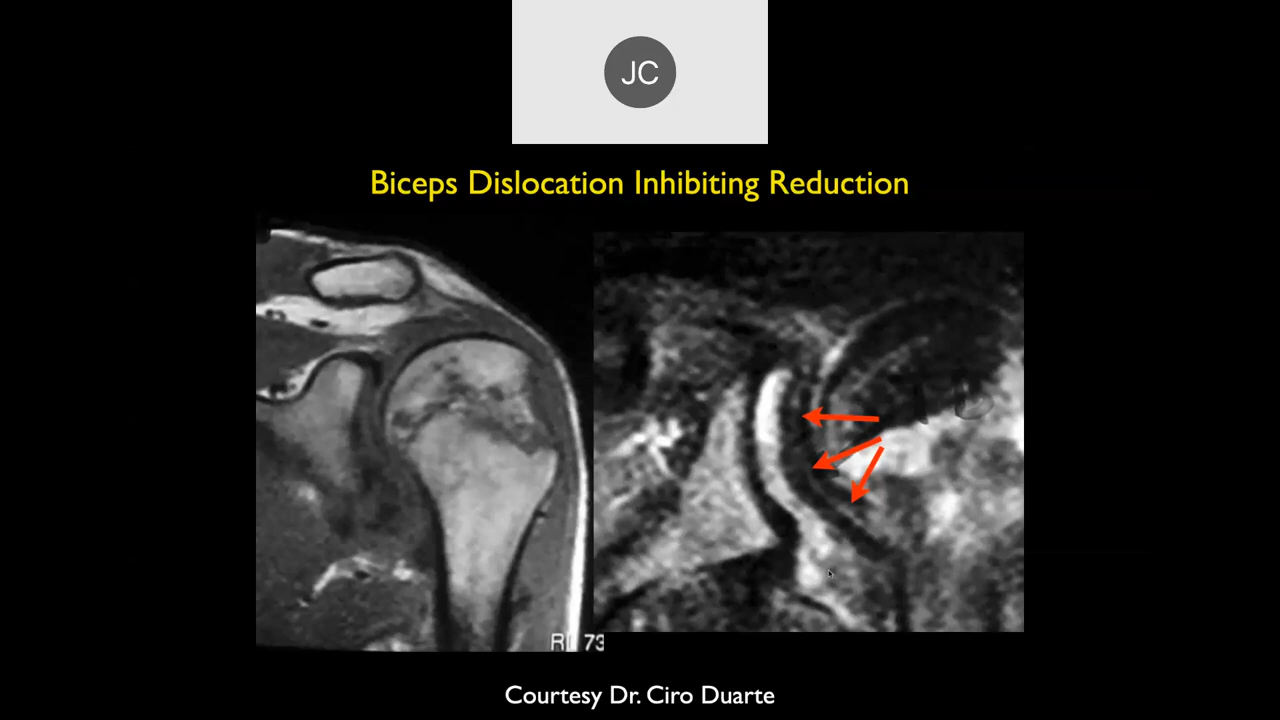 JC
Biceps Dislocation Inhibiting Reduction
Courtesy Dr. Ciro Duarte